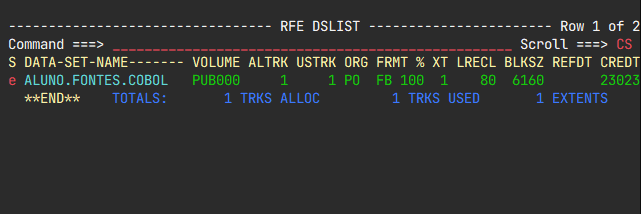 -------------------------------- RFE DSLIST ----------------------- Row 1 of 2
Command ===> __________________________________________________ Scroll ===> CS
S DATA-SET-NAME------- VOLUME ALTRK USTRK ORG FRMT % XT LRECL BLKSZ REFDT CREDT
e ALUNO.FONTES.COBOL   PUB000     1     1 PO  FB 100  1    80  6160       23023
  **END**    TOTALS:       1 TRKS ALLOC         1 TRKS USED       1 EXTENTS